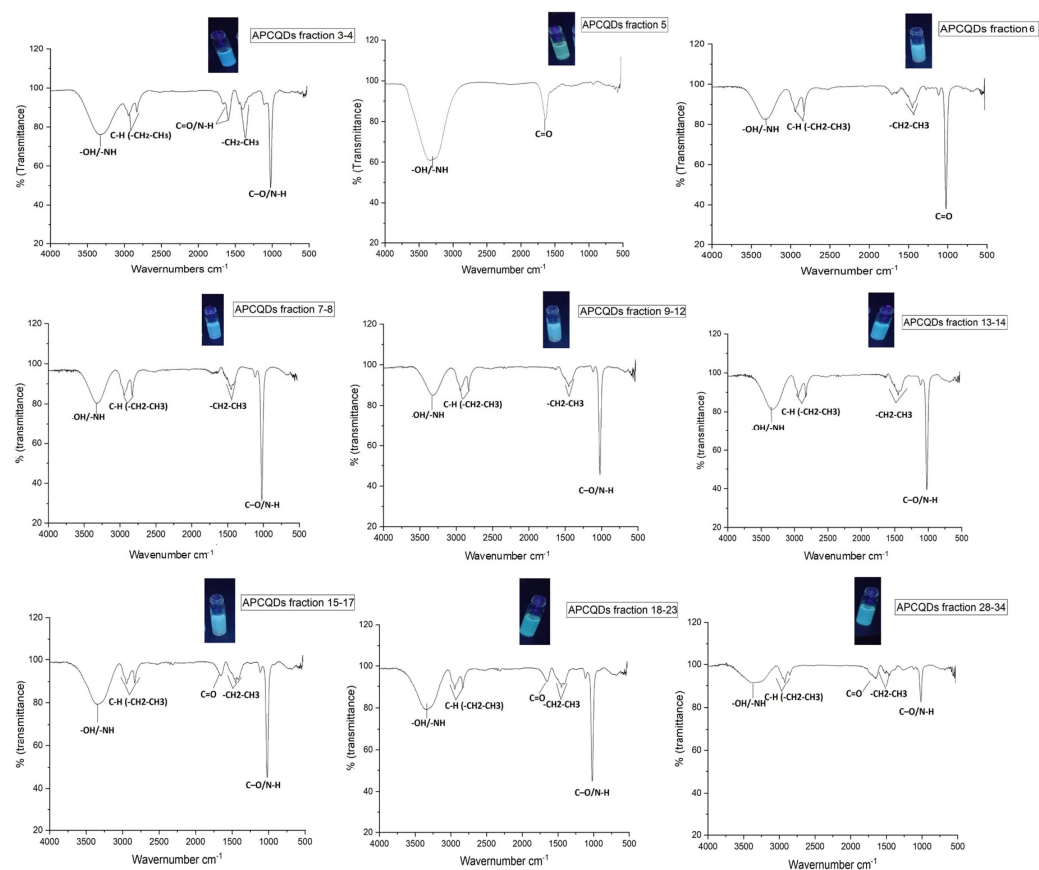 APCQDs fraction 3-4
% (Transmittance)
120
100
80
60
40
20
C-H (-CH₂-CH₃)
C=O/N-H
-CH₂-CH₃
-OH/-NH
C–O/N-H
4000 3500 3000 2500 2000 1500 1000 500
Wavernumbers cm⁻¹
APCQDs fraction 5
% (Transmittance)
120
100
80
60
40
20
C=O
-OH/-NH
4000 3500 3000 2500 2000 1500 1000 500
Wavernumber cm⁻¹
APCQDs fraction 6
% (Transmittance)
120
100
80
60
40
20
-OH/-NH
C-H (-CH2-CH3)
-CH2-CH3
C=O
4000 3500 3000 2500 2000 1500 1000 500
Wavernumber cm⁻¹
APCQDs fraction 7-8
% (transmittance)
120
100
80
60
40
20
-OH/-NH
C-H (-CH2-CH3)
-CH2-CH3
C–O/N-H
4000 3500 3000 2500 2000 1500 1000 500
Wavenumber cm⁻¹
APCQDs fraction 9-12
% (transmittance)
120
100
80
60
40
20
-OH/-NH
C-H (-CH2-CH3)
-CH2-CH3
C–O/N-H
4000 3500 3000 2500 2000 1500 1000 500
Wavernumber cm⁻¹
APCQDs fraction 13-14
% (transmittance)
120
100
80
60
40
20
-OH/-NH
C-H (-CH2-CH3)
-CH2-CH3
C–O/N-H
4000 3500 3000 2500 2000 1500 1000 500
Wavenumber cm⁻¹
APCQDs fraction 15-17
% (transmittance)
120
100
80
60
40
20
-OH/-NH
C-H (-CH2-CH3)
C=O
-CH2-CH3
C–O/N-H
4000 3500 3000 2500 2000 1500 1000 500
Wavernumber cm⁻¹
APCQDs fraction 18-23
% (transmittance)
120
100
80
60
40
20
-OH/-NH
C-H (-CH2-CH3)
C=O
-CH2-CH3
C–O/N-H
4000 3500 3000 2500 2000 1500 1000 500
Wavernumber cm⁻¹
APCQDs fraction 28-34
% (tramittance)
120
100
80
60
40
20
-OH/-NH
C-H (-CH2-CH3)
C=O
-CH2-CH3
C–O/N-H
4000 3500 3000 2500 2000 1500 1000 500
Wavernumber cm⁻¹